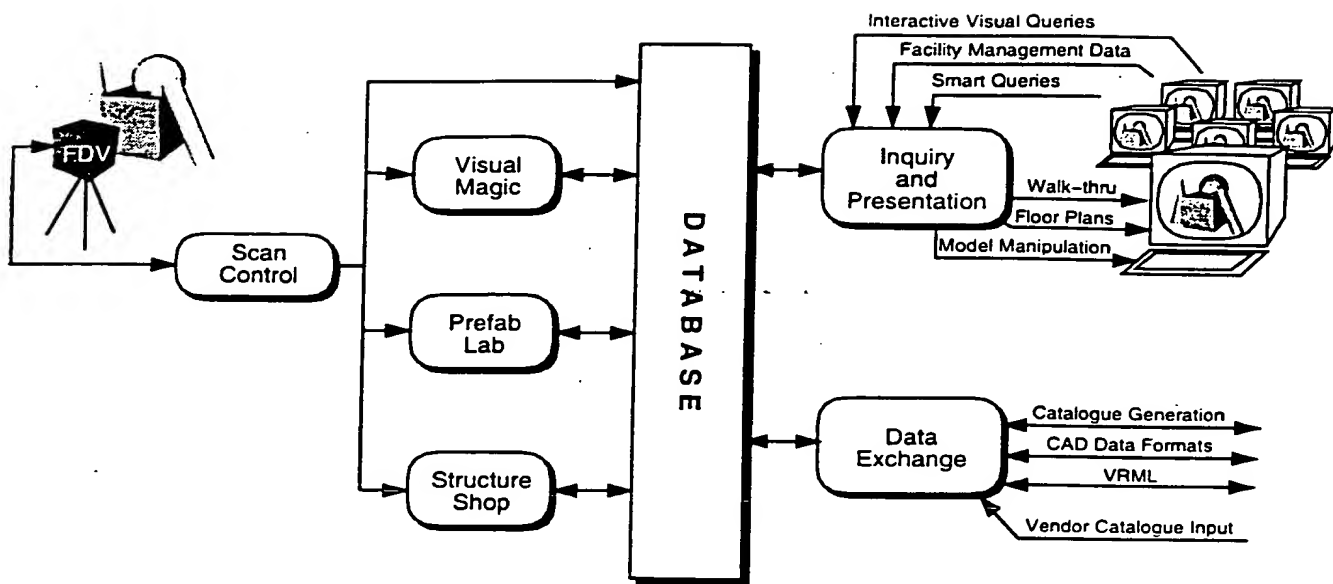 Interactive Visual Queries
Facility Management Data
Smart Queries
FDV
Visual
Magic
Inquiry
and
Presentation
Walk-thru
Floor Plans
Model Manipulation
Scan
Control
DATABASE
Prefab
Lab
Structure
Shop
Data
Exchange
Catalogue Generation
CAD Data Formats
VRML
Vendor Catalogue Input